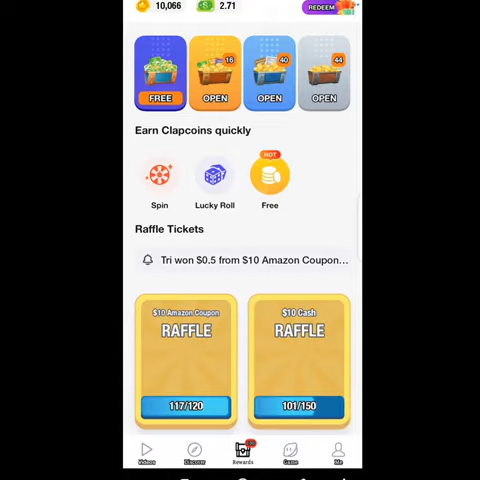 10,066
2.71
REDEEM
16
40
44
FREE
OPEN
OPEN
OPEN
Earn Clapcoins quickly
HOT
Spin
Lucky Roll
Free
Raffle Tickets
Tri won $0.5 from $10 Amazon Coupon...
$10 Amazon Coupon
RAFFLE
$10 Cash
RAFFLE
117/120
101/150
Videos
Discover
Rewards
Game
Me